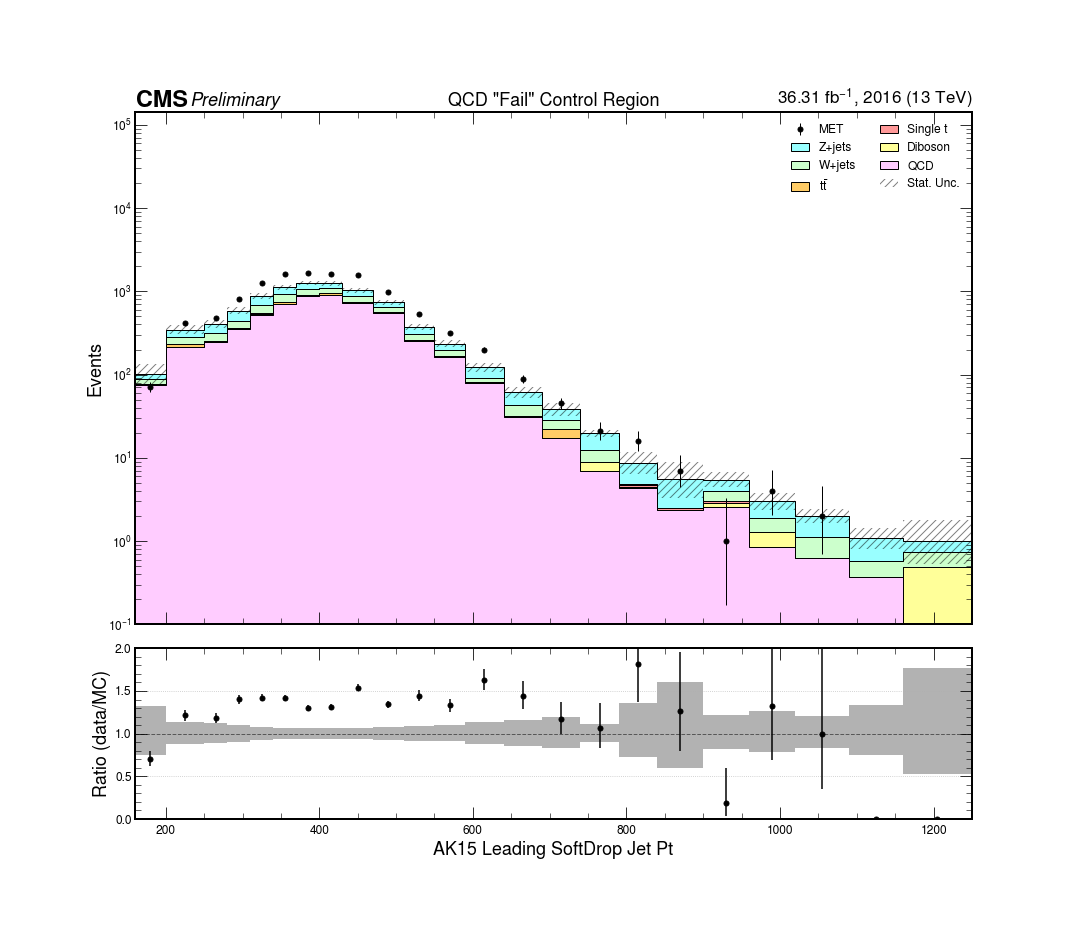 CMS Preliminary QCD "Fail" Control Region 36.31 fb⁻¹, 2016 (13 TeV)
MET Single t
Z+jets Diboson
W+jets QCD
tt̄ Stat. Unc.
10⁵
10⁴
10³
10²
10¹
10⁰
10⁻¹
Events
2.0
1.5
1.0
0.5
0.0
Ratio (data/MC)
200 400 600 800 1000 1200
AK15 Leading SoftDrop Jet Pt